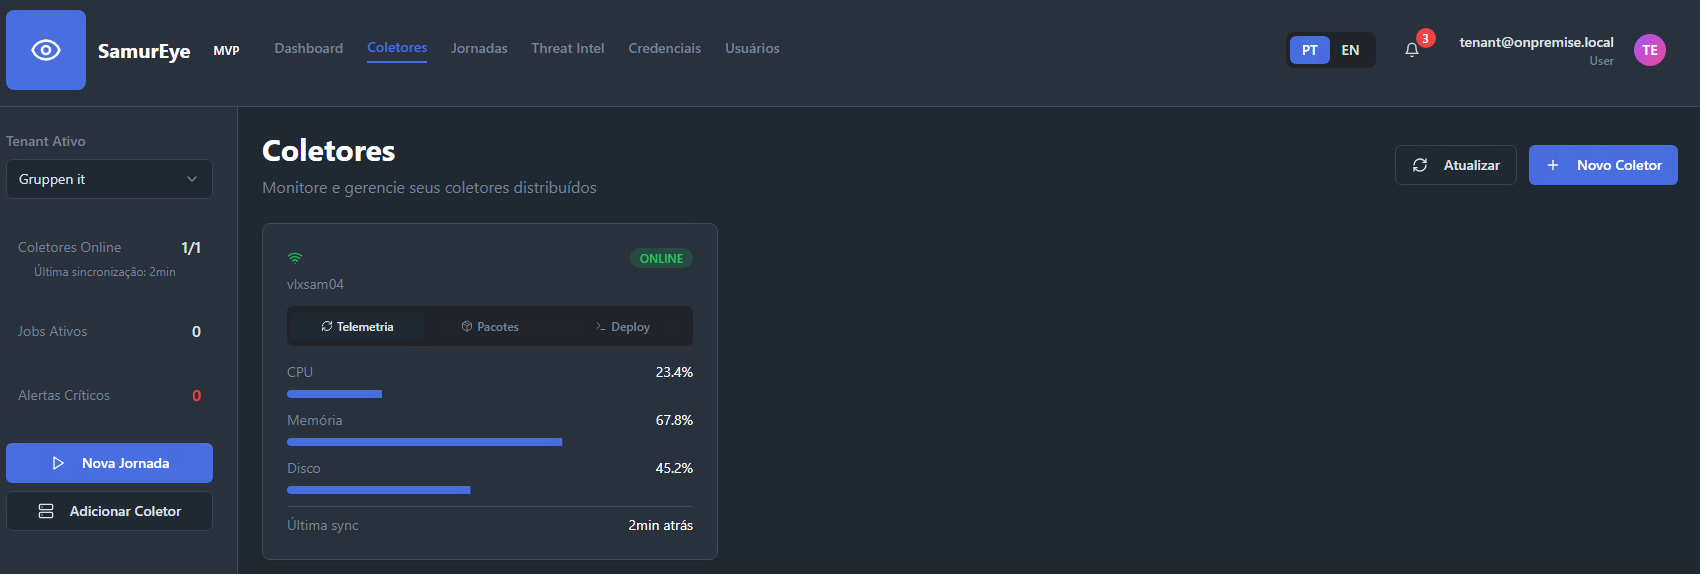 SamurEye MVP
Dashboard Coletores Jornadas Threat Intel Credenciais Usuários
PT EN
3
tenant@onpremise.local
User
TE
Tenant Ativo
Gruppen it
Coletores Online 1/1
Última sincronização: 2min
Jobs Ativos 0
Alertas Críticos 0
Nova Jornada
Adicionar Coletor
Coletores
Monitore e gerencie seus coletores distribuídos
Atualizar
Novo Coletor
ONLINE
vlxsam04
Telemetria Pacotes Deploy
CPU 23.4%
Memória 67.8%
Disco 45.2%
Última sync 2min atrás